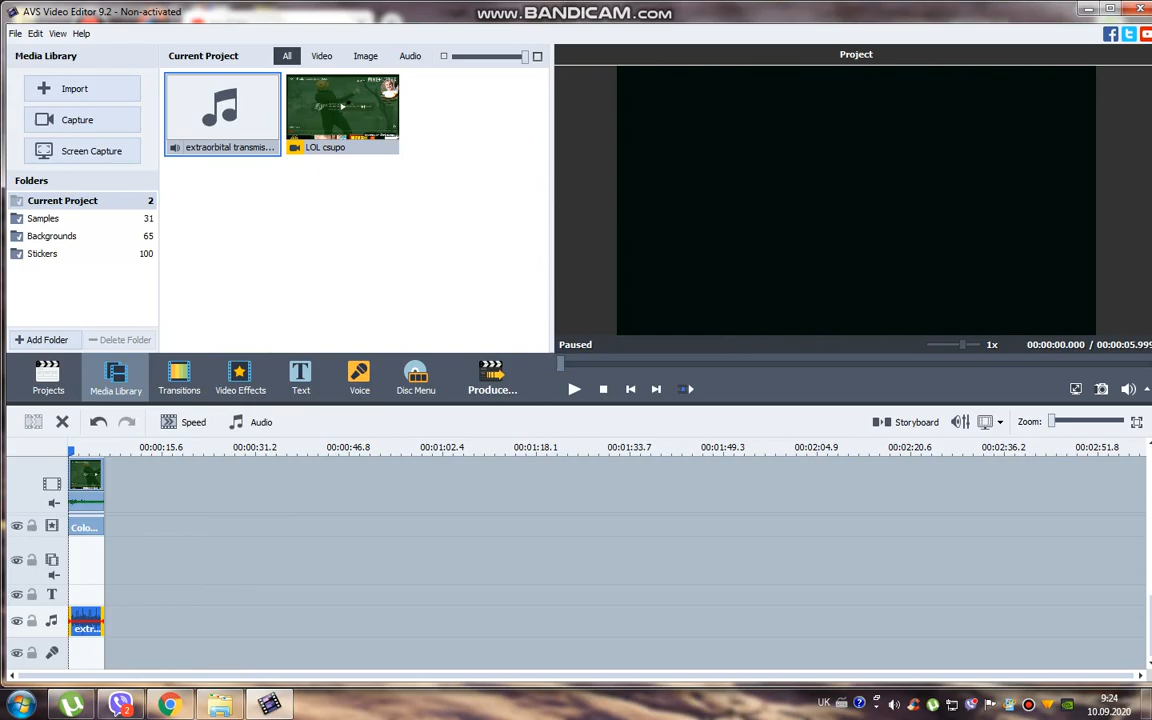 AVS Video Editor 9.2 - Non-activated
www.BANDICAM.com
File Edit View Help
Media Library
Current Project
All
Video
Image
Audio
Project
Import
Capture
Screen Capture
extraorbital transmis...
LOL csupo
Folders
Current Project 2
Samples 31
Backgrounds 65
Stickers 100
Add Folder
Delete Folder
Paused
1x
00:00:00.000 / 00:00:05.999
Projects
Media Library
Transitions
Video Effects
Text
Voice
Disc Menu
Produce...
Speed
Audio
Storyboard
Zoom:
00:00:15.6 00:00:31.2 00:00:46.8 00:01:02.4 00:01:18.1 00:01:33.7 00:01:49.3 00:02:04.9 00:02:20.6 00:02:36.2 00:02:51.8
Colo...
T
extr...
2
UK
9:24
10.09.2020